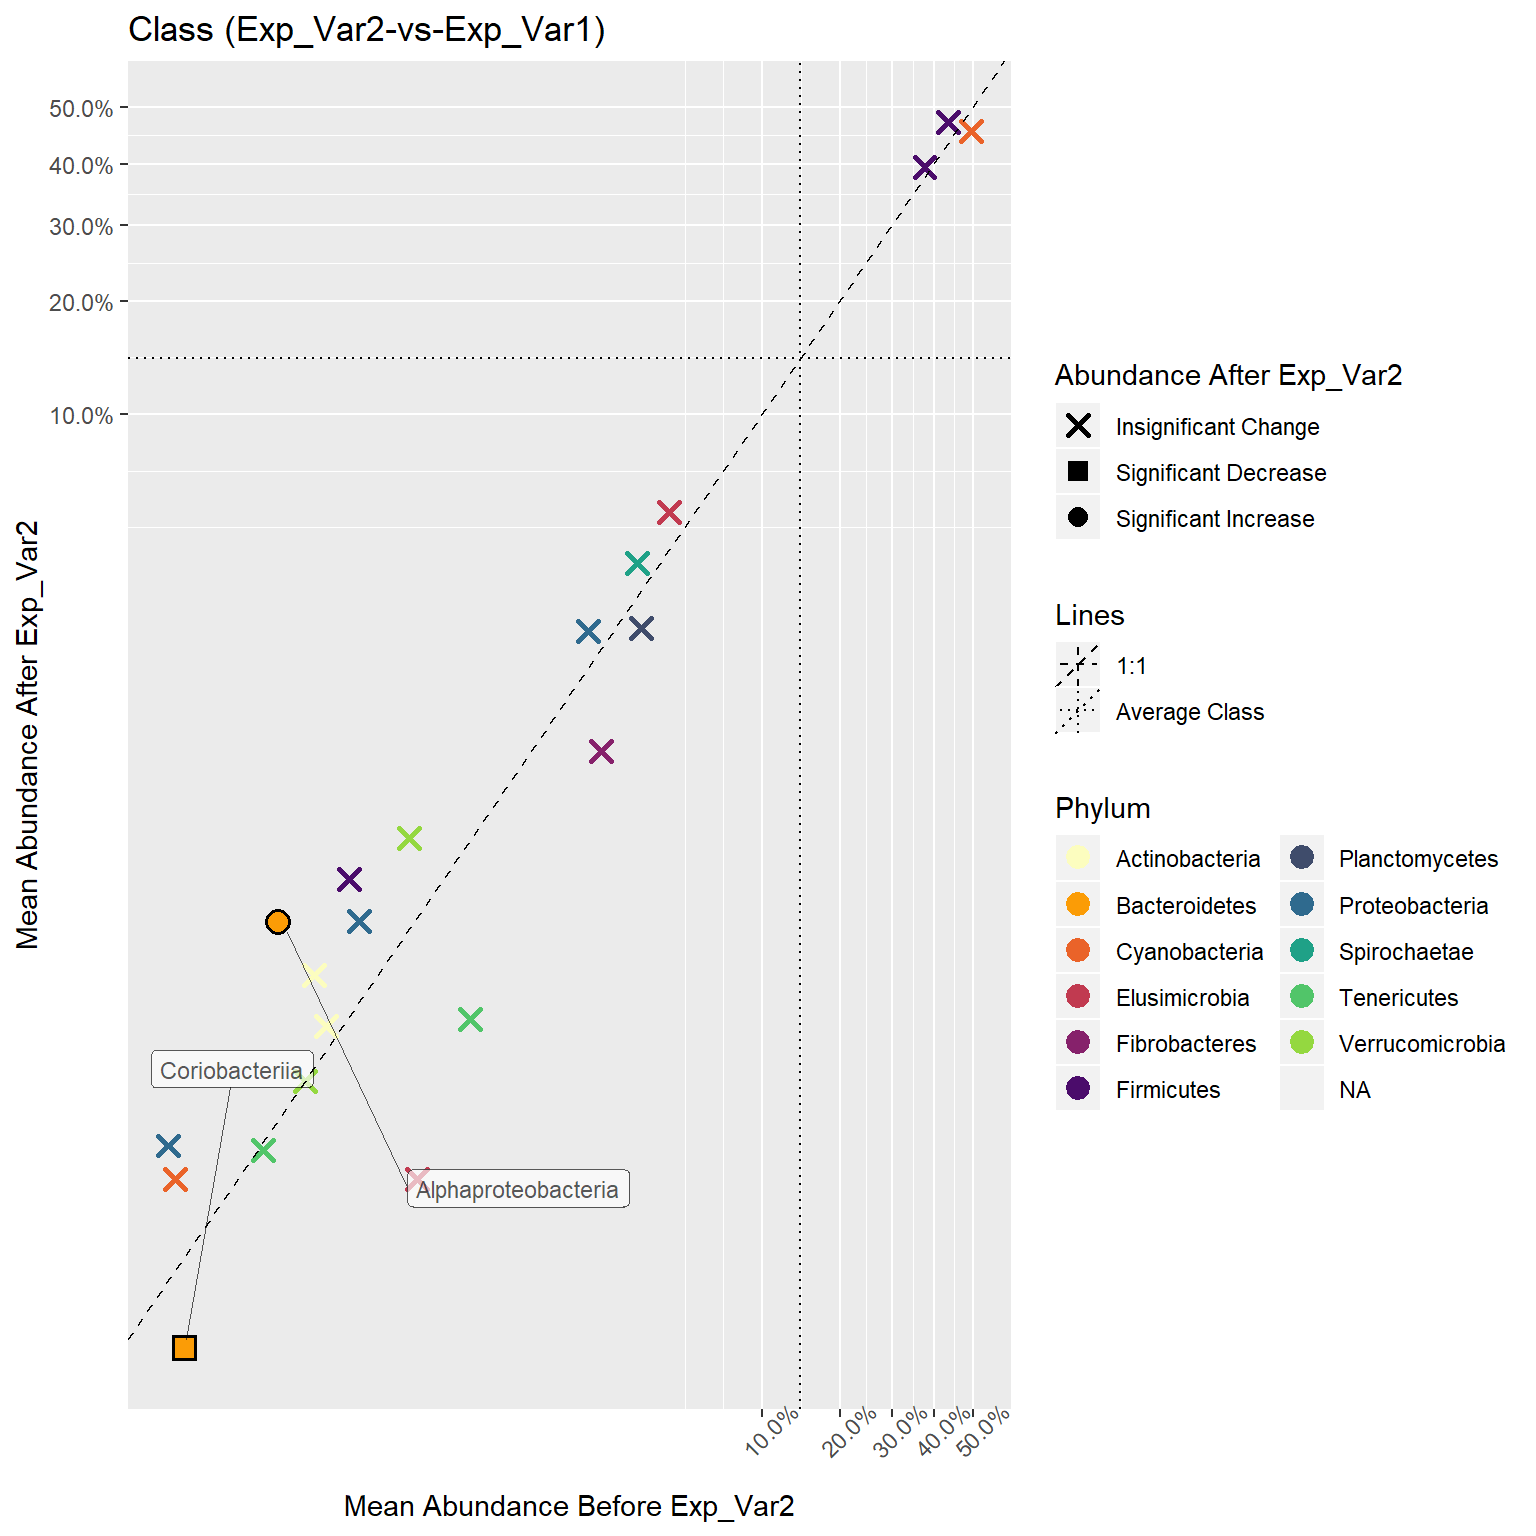 Class (Exp_Var2-vs-Exp_Var1)
50.0%
40.0%
30.0%
20.0%
10.0%
Mean Abundance After Exp_Var2
Coriobacteriia
Alphaproteobacteria
10.0%
20.0%
30.0%
40.0%
50.0%
Mean Abundance Before Exp_Var2
Abundance After Exp_Var2
Insignificant Change
Significant Decrease
Significant Increase
Lines
1:1
Average Class
Phylum
Actinobacteria
Bacteroidetes
Cyanobacteria
Elusimicrobia
Fibrobacteres
Firmicutes
Planctomycetes
Proteobacteria
Spirochaetae
Tenericutes
Verrucomicrobia
NA